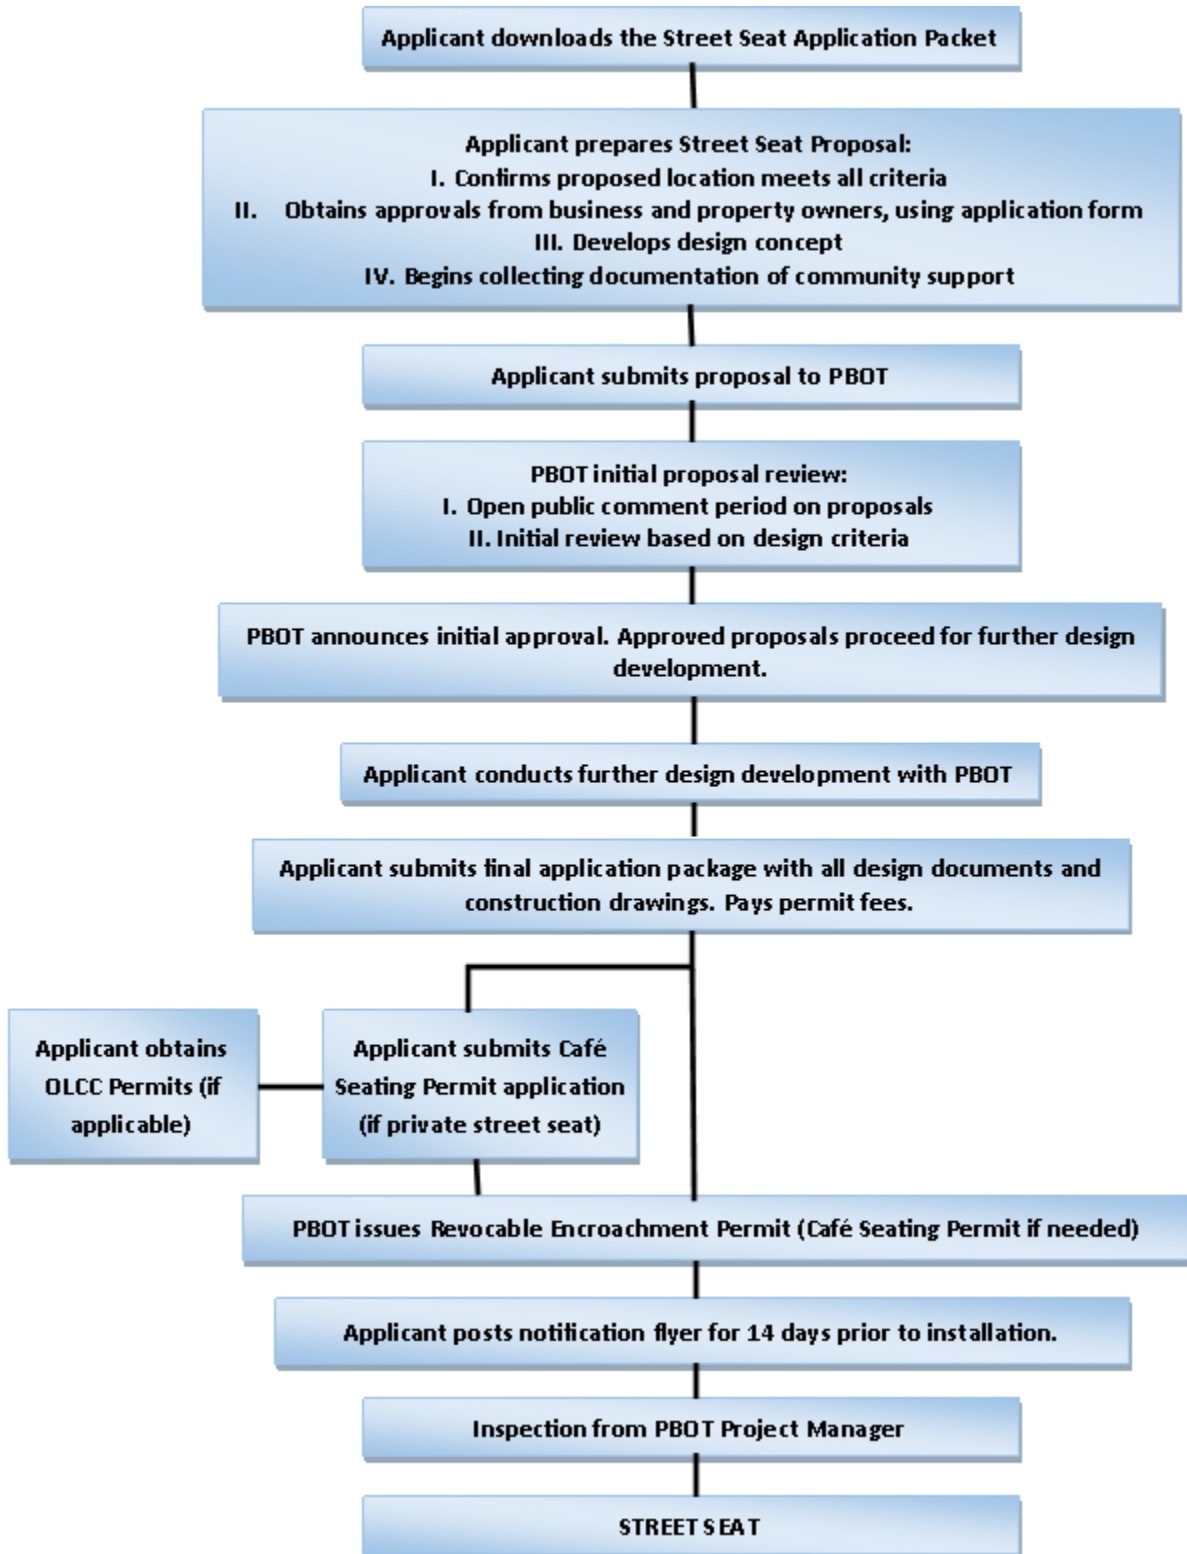 Applicant downloads the Street Seat Application Packet
Applicant prepares Street Seat Proposal:
I. Confirms proposed location meets all criteria
II. Obtains approvals from business and property owners, using application form
III. Develops design concept
IV. Begins collecting documentation of community support
Applicant submits proposal to PBOT
PBOT initial proposal review:
I. Open public comment period on proposals
II. Initial review based on design criteria
PBOT announces initial approval. Approved proposals proceed for further design
development.
Applicant conducts further design development with PBOT
Applicant submits final application package with all design documents and
construction drawings. Pays permit fees.
Applicant obtains
OLCC Permits (if
applicable)
Applicant submits Café
Seating Permit application
(if private street seat)
PBOT issues Revocable Encroachment Permit (Café Seating Permit if needed)
Applicant posts notification flyer for 14 days prior to installation.
Inspection from PBOT Project Manager
STREET SEAT